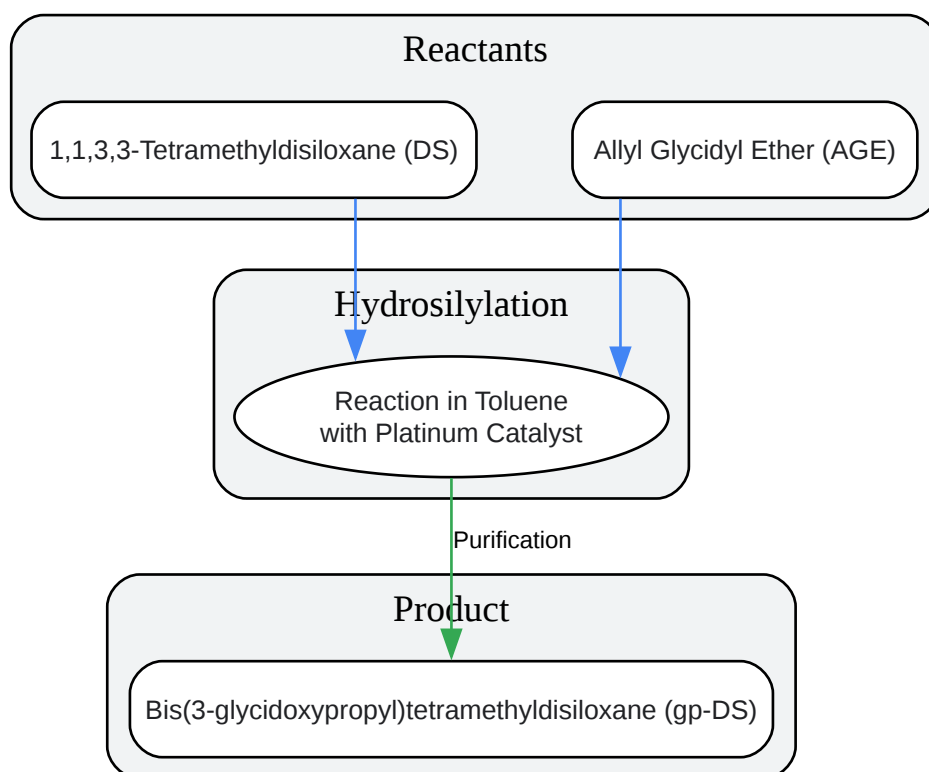 Reactants
1,1,3,3-Tetramethyldisiloxane (DS)
Allyl Glycidyl Ether (AGE)
Hydrosilylation
Reaction in Toluene
with Platinum Catalyst
Purification
Product
Bis(3-glycidoxypropyl)tetramethyldisiloxane (gp-DS)